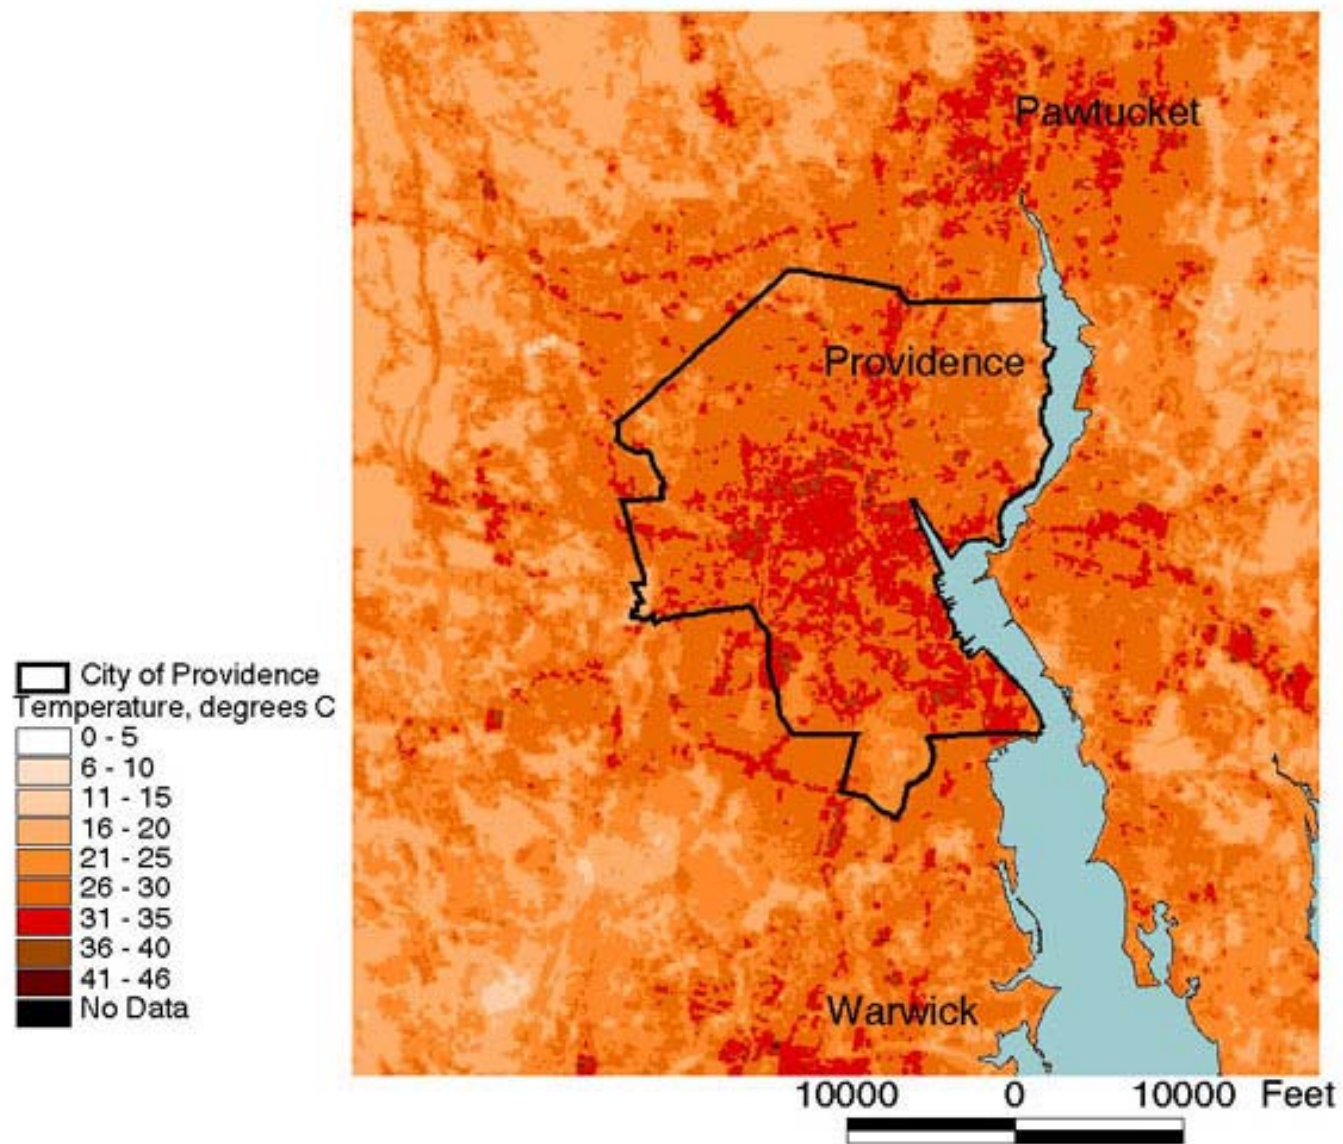 Pawtucket
Providence
City of Providence
Temperature, degrees C
0 - 5
6 - 10
11 - 15
16 - 20
21 - 25
26 - 30
31 - 35
36 - 40
41 - 46
No Data
Warwick
10000 0 10000 Feet